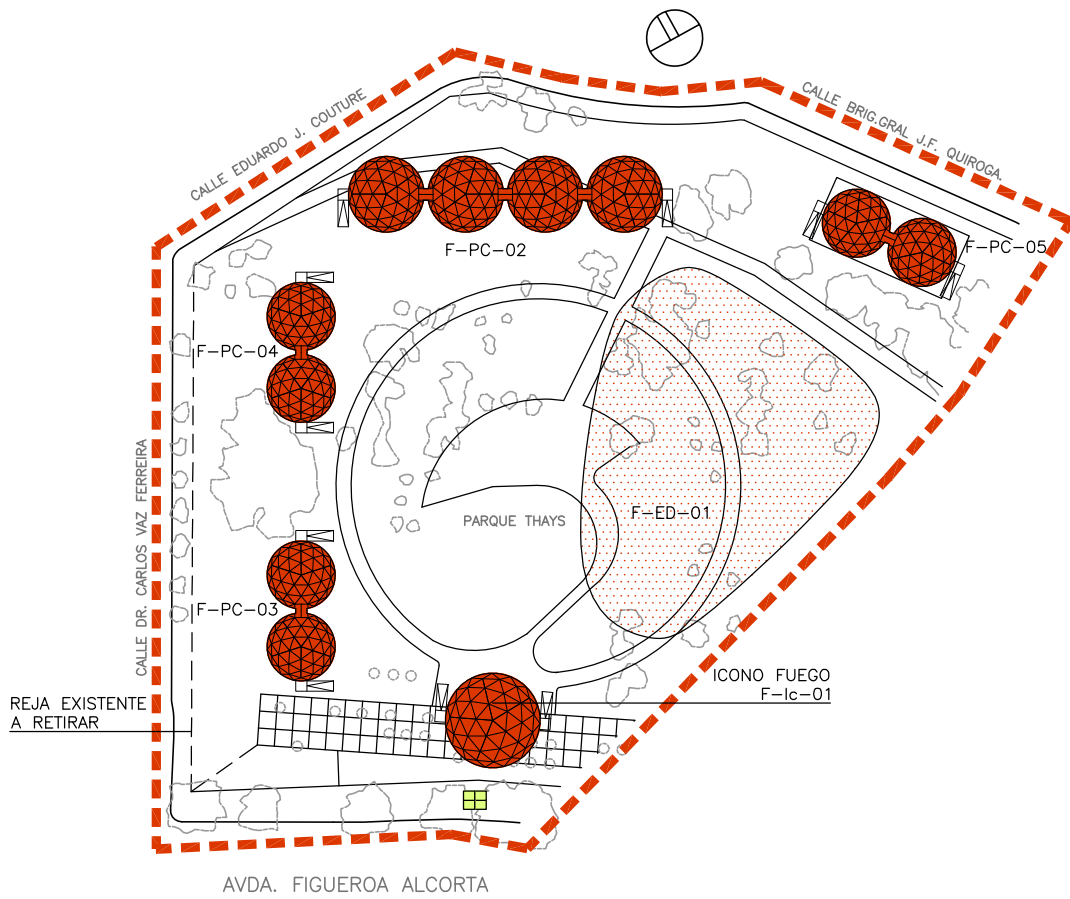 CALLE EDUARDO J. COUTURE
CALLE BRIG.GRAL J.F. QUIROGA.
F-PC-02
F-PC-05
F-PC-04
CALLE DR. CARLOS VAZ FERREIRA
PARQUE THAYS
F-ED-01
F-PC-03
ICONO FUEGO
F-Ic-01
REJA EXISTENTE
A RETIRAR
AVDA. FIGUEROA ALCORTA